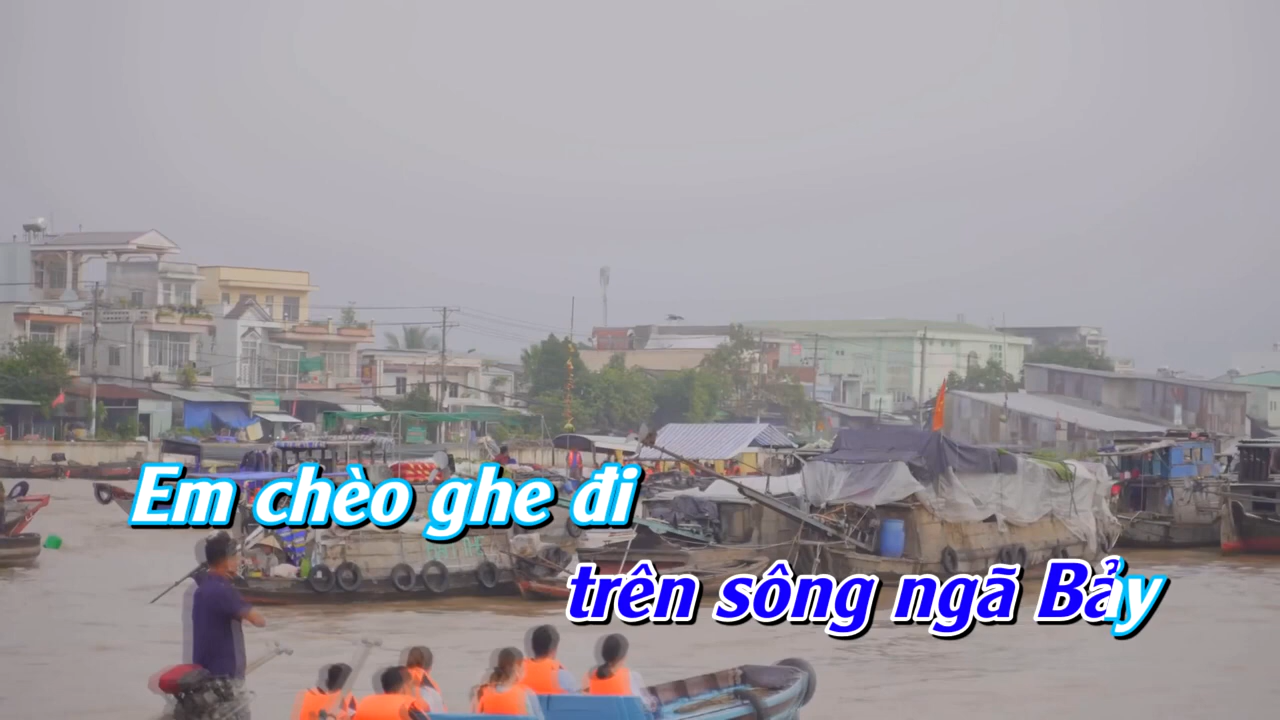 Em chèo ghe đi
trên sông ngã Bảy